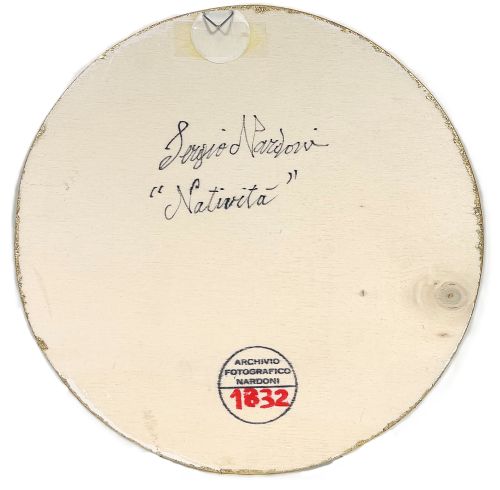 Sergio Nardoni
"Natività"
ARCHIVIO
FOTOGRAFICO
NARDONI
1832